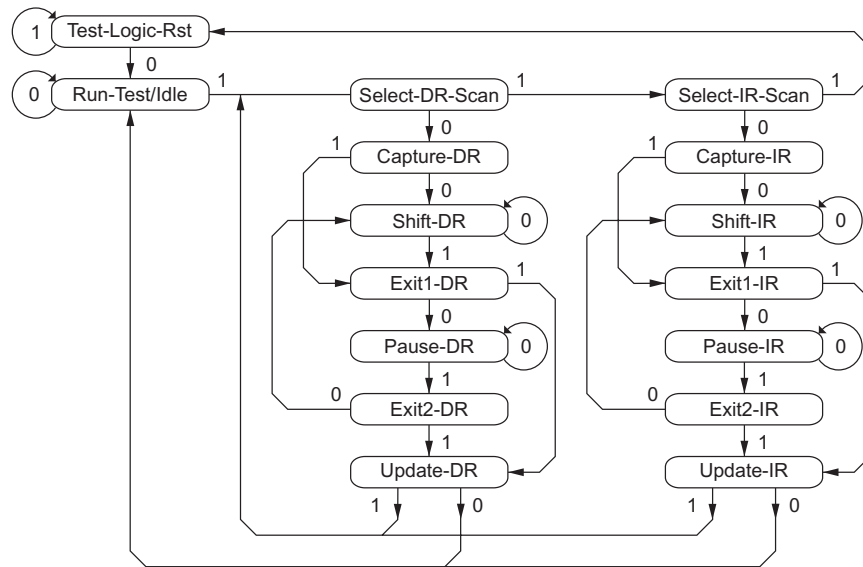 1 Test-Logic-Rst
0
0 Run-Test/Idle 1 Select-DR-Scan 1 Select-IR-Scan 1
0 0
1 Capture-DR 1 Capture-IR
0 0
Shift-DR 0 Shift-IR 0
1 1
Exit1-DR 1 Exit1-IR 1
0 0
Pause-DR 0 Pause-IR 0
1 1
0 Exit2-DR 0 Exit2-IR
1 1
Update-DR Update-IR
1 0 1 0